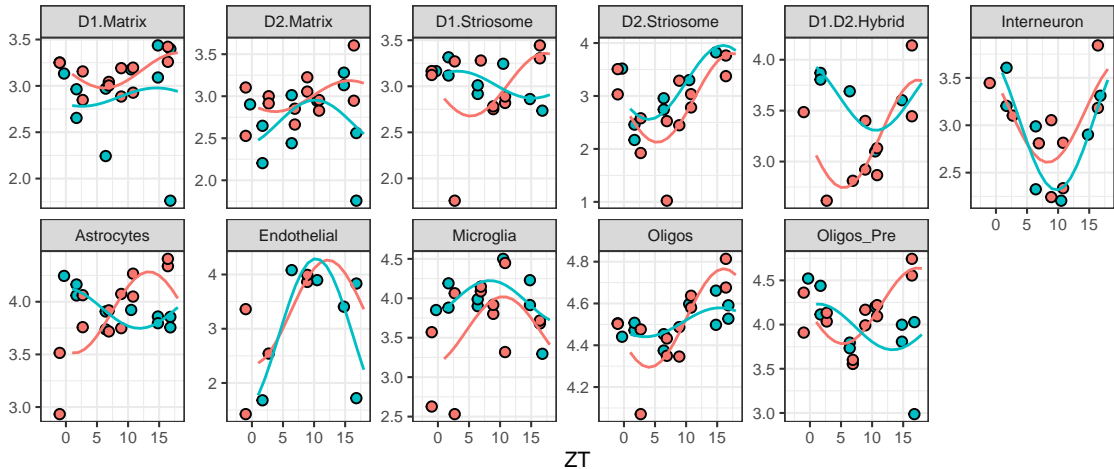 D1.Matrix D2.Matrix D1.Striosome D2.Striosome D1.D2.Hybrid Interneuron
3.5 3.0 2.5 2.0
3.5 3.0 2.5 2.0
3.5 3.0 2.5 2.0
4 3 2 1
4.0 3.5 3.0
3.5 3.0 2.5
Astrocytes Endothelial Microglia Oligos Oligos_Pre
4.0 3.5 3.0
4 3 2
4.5 4.0 3.5 3.0 2.5
4.8 4.6 4.4 4.2
4.5 4.0 3.5 3.0
0 5 10 15
0 5 10 15
0 5 10 15
0 5 10 15
0 5 10 15
0 5 10 15
ZT